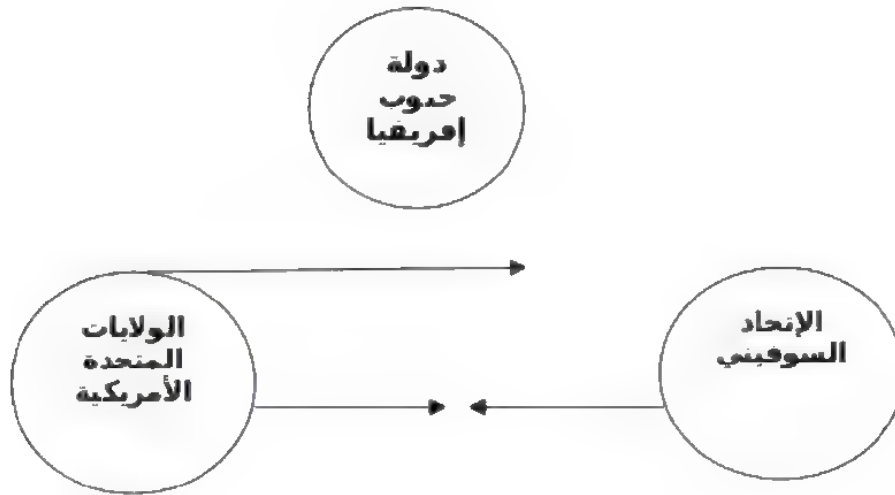 دولة
جنوب
إفريقيا
الولايات
المتحدة
الأمريكية
الإتحاد
السوفيتي